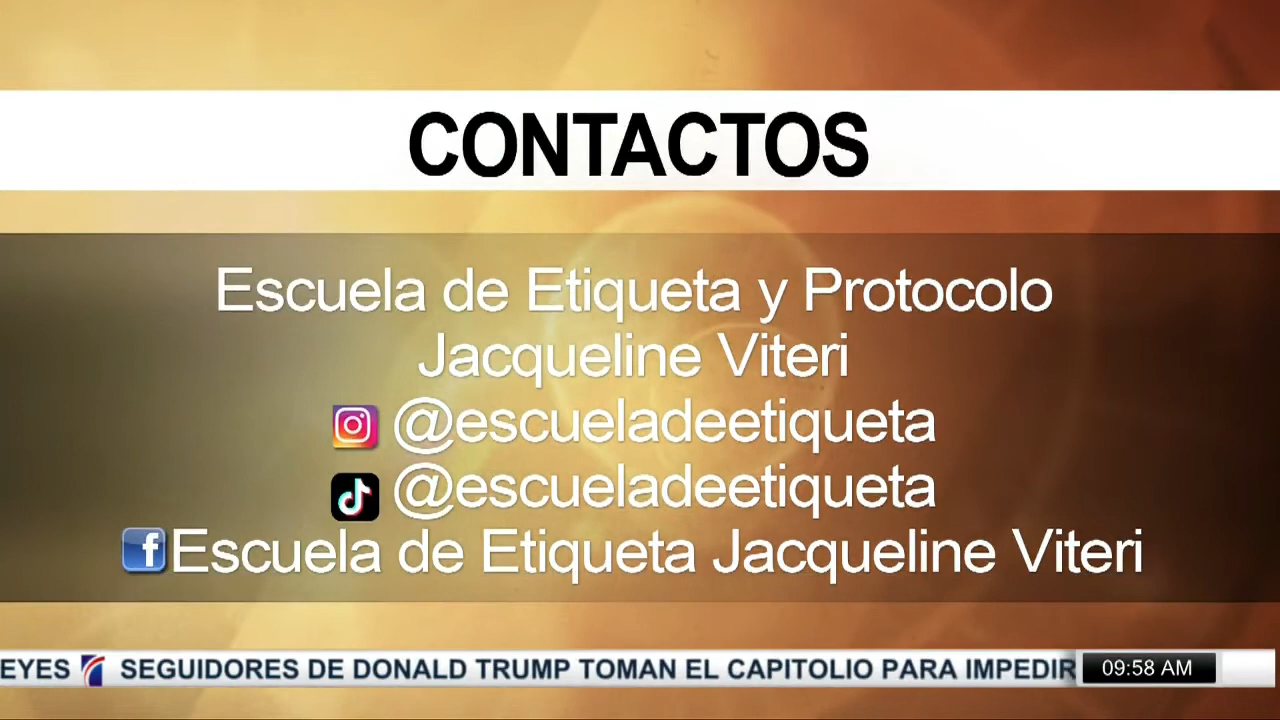 CONTACTOS
Escuela de Etiqueta y Protocolo
Jacqueline Viteri
@escueladeetiqueta
@escueladeetiqueta
Escuela de Etiqueta Jacqueline Viteri
EYES SEGUIDORES DE DONALD TRUMP TOMAN EL CAPITOLIO PARA IMPEDIR 09:58 AM